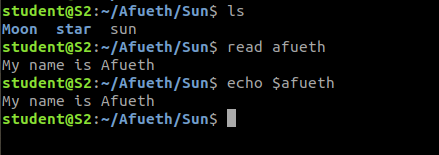 student@S2:~/Afueth/Sun$ ls
Moon  star  sun
student@S2:~/Afueth/Sun$ read afueth
My name is Afueth
student@S2:~/Afueth/Sun$ echo $afueth
My name is Afueth
student@S2:~/Afueth/Sun$